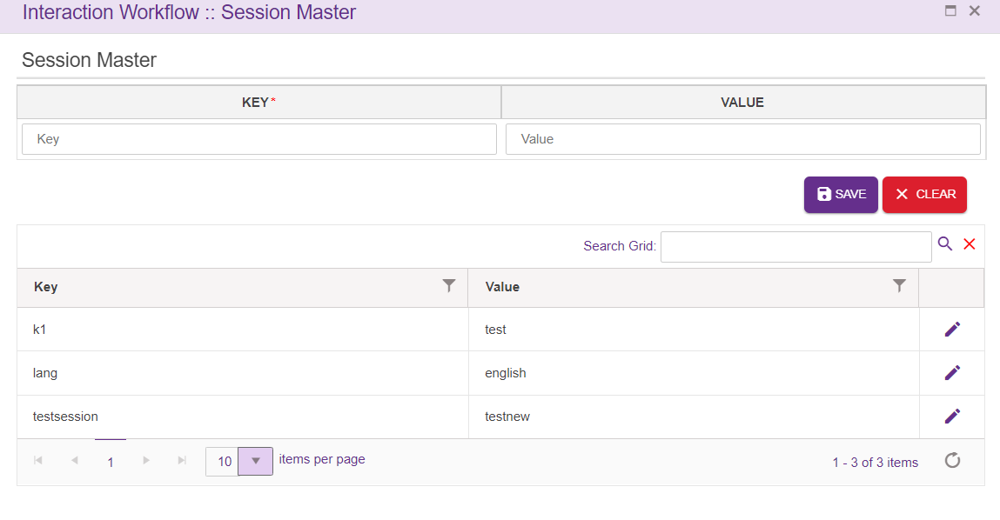 Interaction Workflow :: Session Master
Session Master
KEY* VALUE
Key Value
SAVE CLEAR
Search Grid:
Key Value
k1 test
lang english
testsession testnew
1 10 items per page 1 - 3 of 3 items